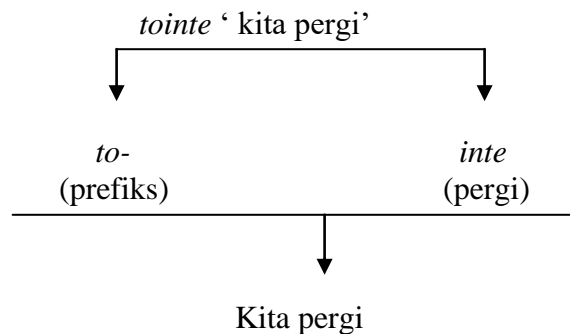 tointe ‘ kita pergi’
to- inte
(prefiks) (pergi)
Kita pergi